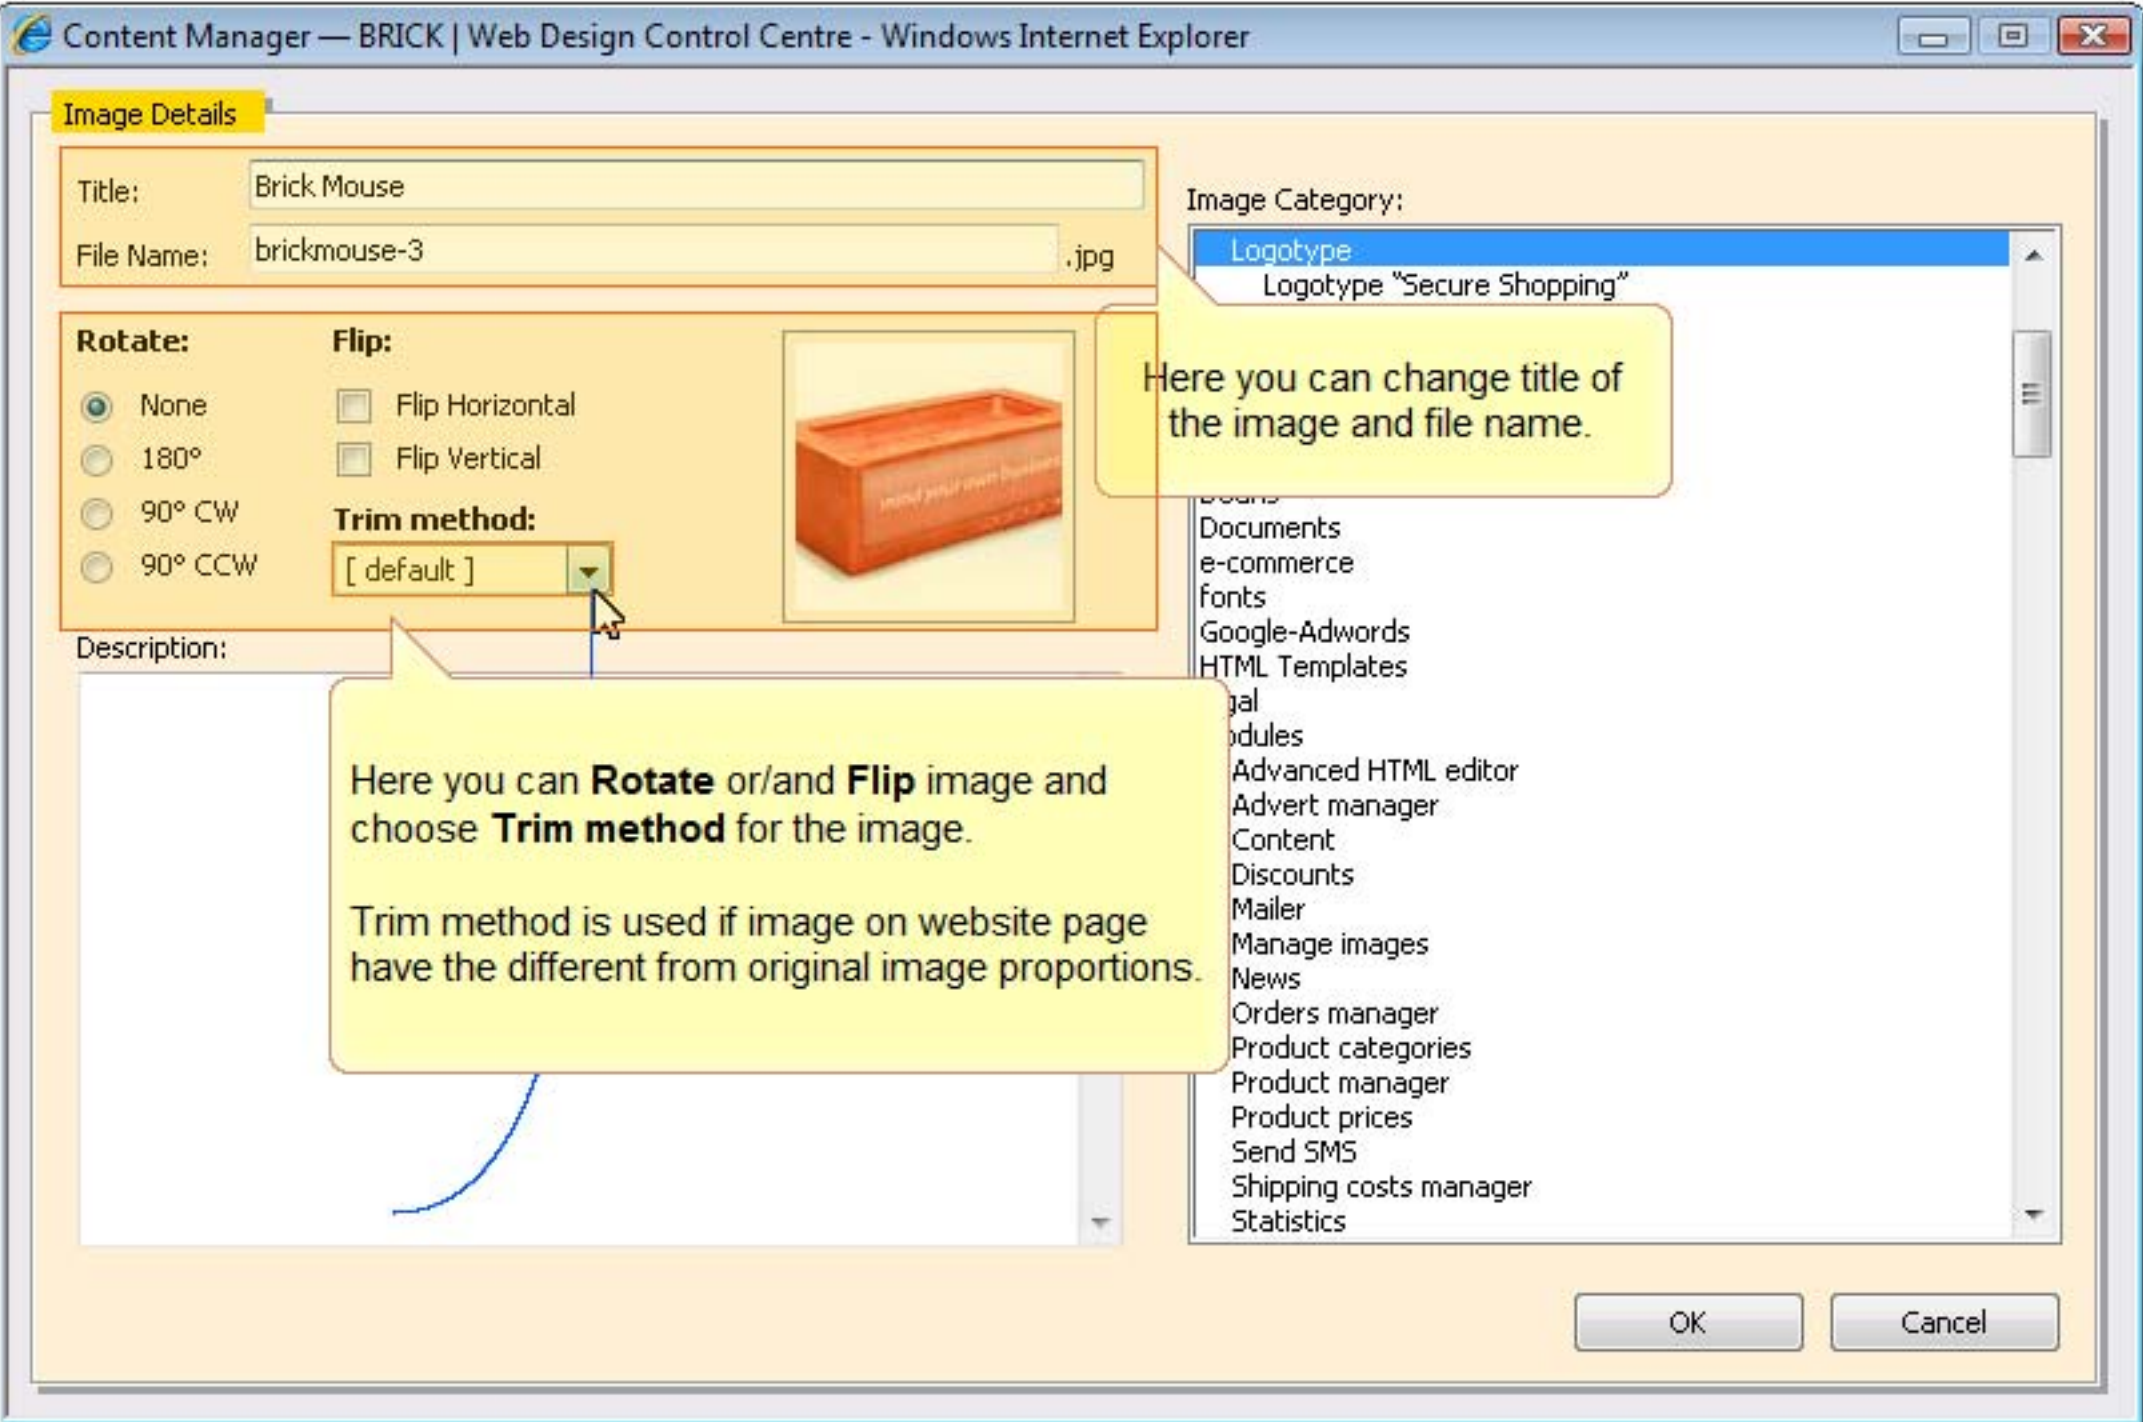 Content Manager — BRICK | Web Design Control Centre - Windows Internet Explorer
Image Details
Title:
Brick Mouse
File Name:
brickmouse-3
.jpg
Rotate:
None
180°
90° CW
90° CCW
Flip:
Flip Horizontal
Flip Vertical
Trim method:
[ default ]
mind your own business
Description:
Here you can Rotate or/and Flip image and
choose Trim method for the image.
Trim method is used if image on website page
have the different from original image proportions.
Image Category:
Logotype
Logotype "Secure Shopping"
Here you can change title of
the image and file name.
Documents
e-commerce
fonts
Google-Adwords
HTML Templates
Advanced HTML editor
Advert manager
Content
Discounts
Mailer
Manage images
News
Orders manager
Product categories
Product manager
Product prices
Send SMS
Shipping costs manager
Statistics
OK
Cancel